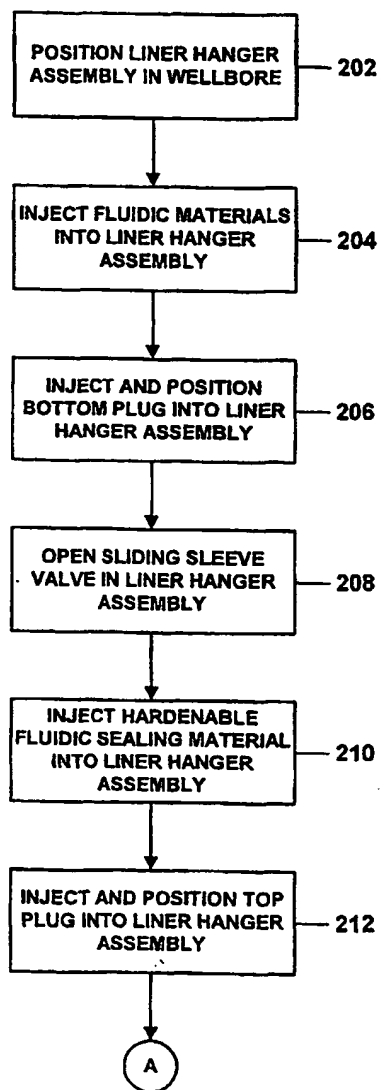 POSITION LINER HANGER
ASSEMBLY IN WELLBORE
202
INJECT FLUIDIC MATERIALS
INTO LINER HANGER
ASSEMBLY
204
INJECT AND POSITION
BOTTOM PLUG INTO LINER
HANGER ASSEMBLY
206
OPEN SLIDING SLEEVE
VALVE IN LINER HANGER
ASSEMBLY
208
INJECT HARDENABLE
FLUIDIC SEALING MATERIAL
INTO LINER HANGER
ASSEMBLY
210
INJECT AND POSITION TOP
PLUG INTO LINER HANGER
ASSEMBLY
212
A